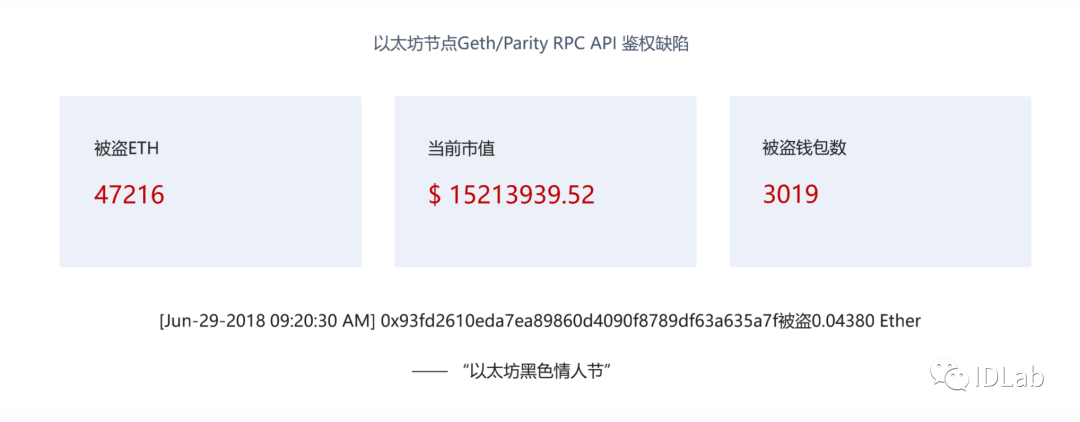 以太坊节点Geth/Parity RPC API 鉴权缺陷
被盗ETH
47216
当前市值
$ 15213939.52
被盗钱包数
3019
[Jun-29-2018 09:20:30 AM] 0x93fd2610eda7ea89860d4090f8789df63a635a7f被盗0.04380 Ether
—— “以太坊黑色情人节”
IDLab